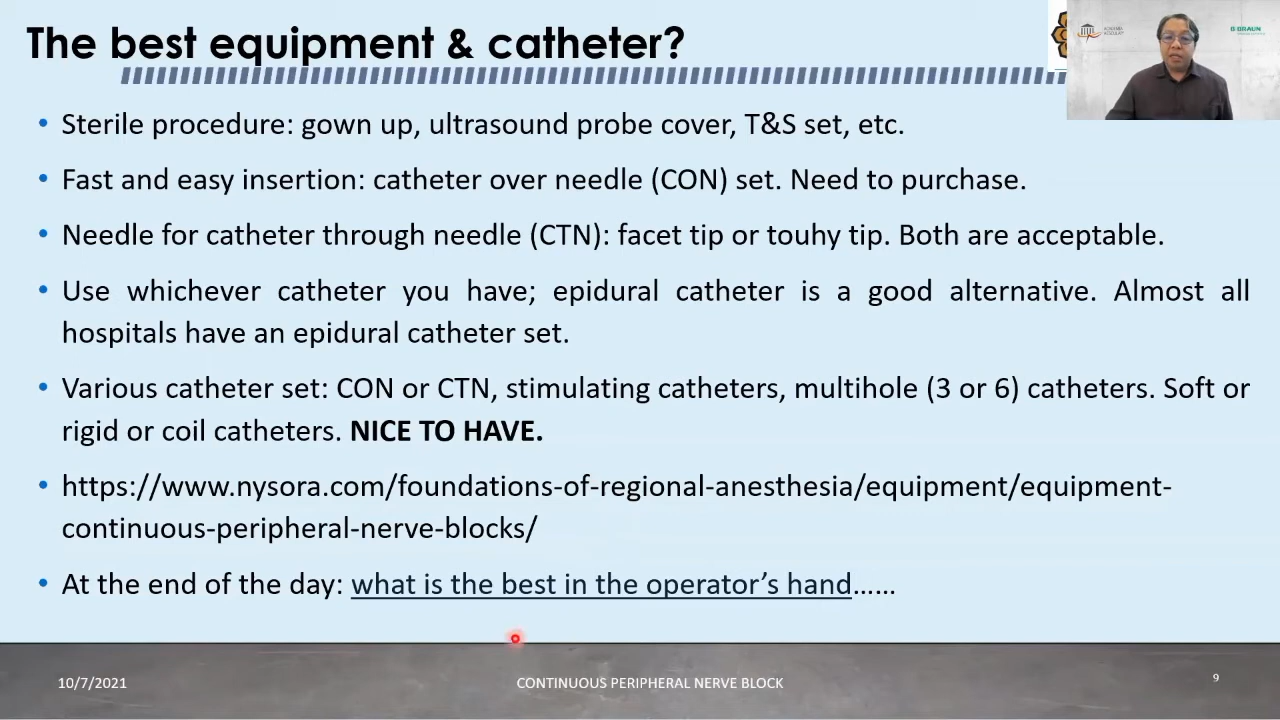 The best equipment & catheter?
B BRAUN
• Sterile procedure: gown up, ultrasound probe cover, T&S set, etc.
• Fast and easy insertion: catheter over needle (CON) set. Need to purchase.
• Needle for catheter through needle (CTN): facet tip or touhy tip. Both are acceptable.
• Use whichever catheter you have; epidural catheter is a good alternative. Almost all
hospitals have an epidural catheter set.
• Various catheter set: CON or CTN, stimulating catheters, multihole (3 or 6) catheters. Soft or
rigid or coil catheters. NICE TO HAVE.
• https://www.nysora.com/foundations-of-regional-anesthesia/equipment/equipment-
continuous-peripheral-nerve-blocks/
• At the end of the day: what is the best in the operator’s hand......
10/7/2021
CONTINUOUS PERIPHERAL NERVE BLOCK
9